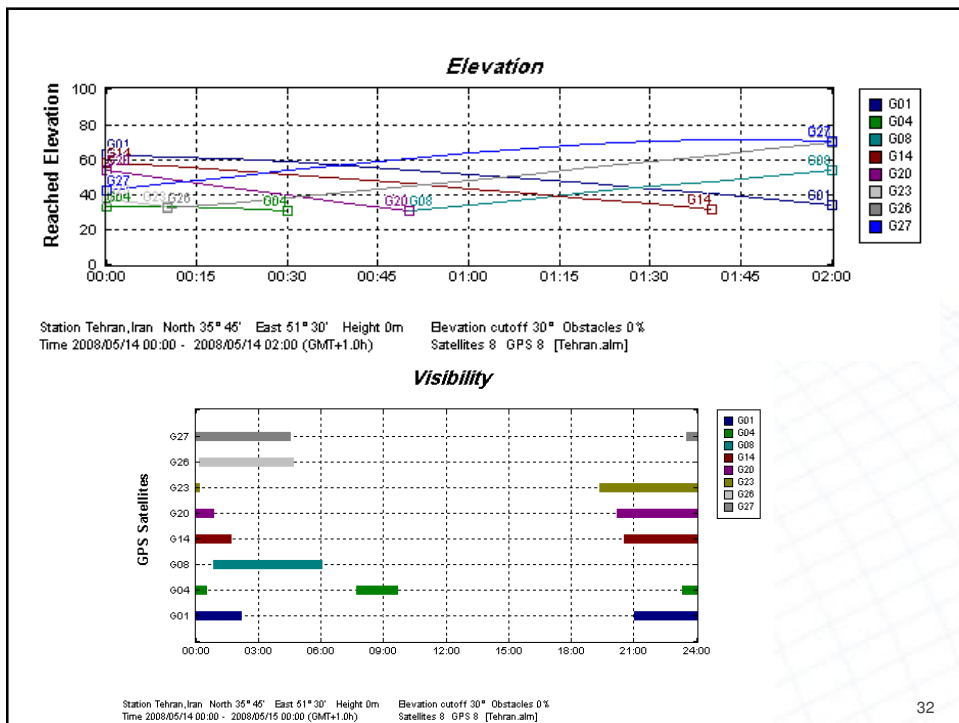 Elevation
Reached Elevation
100
80
60
40
20
0
00:00 00:15 00:30 00:45 01:00 01:15 01:30 01:45 02:00
G01
G14
G20
G27
G04
G23
G26
G04
G20
G08
G14
G27
G08
G01
G01
G04
G08
G14
G20
G23
G26
G27
Station Tehran,Iran North 35° 45' East 51° 30' Height 0m Elevation cutoff 30° Obstacles 0%
Time 2008/05/14 00:00 - 2008/05/14 02:00 (GMT+1.0h) Satellites 8 GPS 8 [Tehran.alm]
Visibility
GPS Satellites
G27
G26
G23
G20
G14
G08
G04
G01
00:00 03:00 06:00 09:00 12:00 15:00 18:00 21:00 24:00
G01
G04
G08
G14
G20
G23
G26
G27
Station Tehran,Iran North 35° 45' East 51° 30' Height 0m Elevation cutoff 30° Obstacles 0%
Time 2008/05/14 00:00 - 2008/05/15 00:00 (GMT+1.0h) Satellites 8 GPS 8 [Tehran.alm]
32